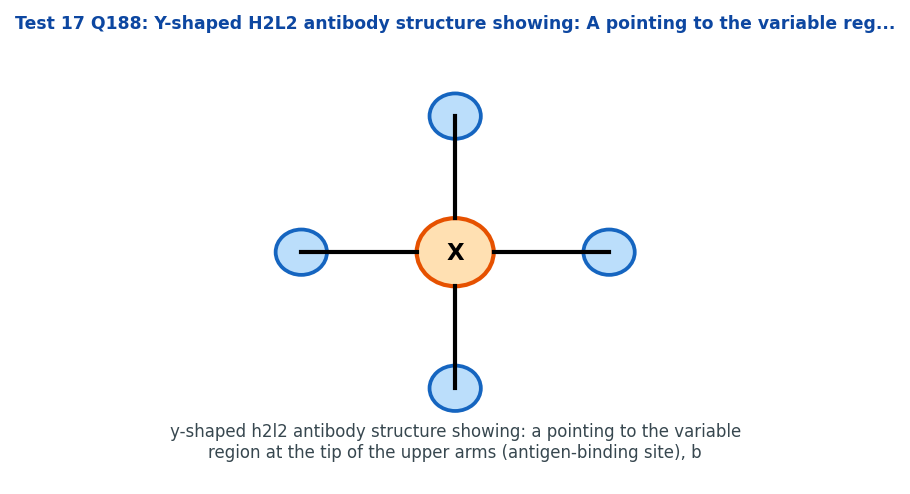 Test 17 Q188: Y-shaped H2L2 antibody structure showing: A pointing to the variable reg...
X
y-shaped h2l2 antibody structure showing: a pointing to the variable
region at the tip of the upper arms (antigen-binding site), b